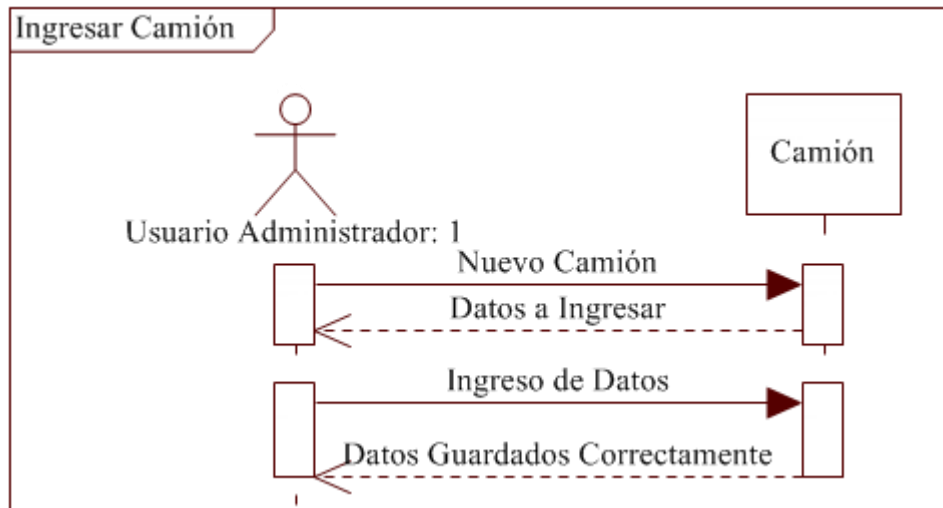 Ingresar Camión
Camión
Usuario Administrador: 1
Nuevo Camión
Datos a Ingresar
Ingreso de Datos
Datos Guardados Correctamente